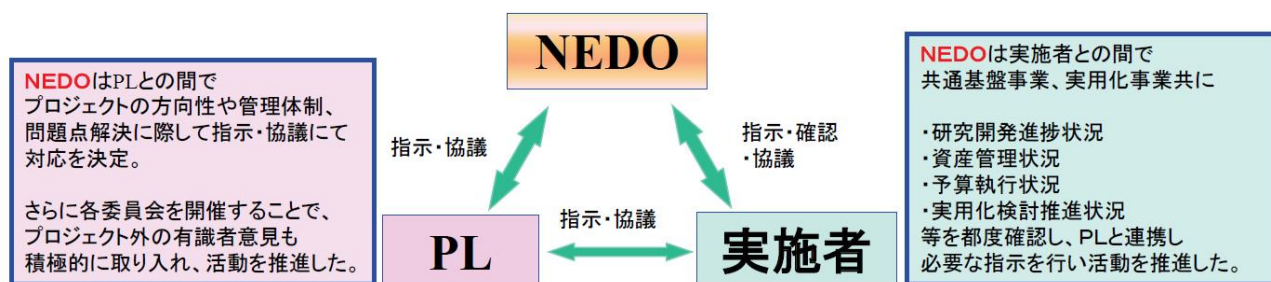 NEDO
NEDOはPLとの間で
プロジェクトの方向性や管理体制、
問題点解決に際して指示・協議にて
対応を決定。
さらに各委員会を開催することで、
プロジェクト外の有識者意見も
積極的に取り入れ、活動を推進した。
指示・協議
指示・確認
・協議
指示・協議
PL
実施者
NEDOは実施者との間で
共通基盤事業、実用化事業共に
・研究開発進捗状況
・資産管理状況
・予算執行状況
・実用化検討推進状況
等を都度確認し、PLと連携し
必要な指示を行い活動を推進した。